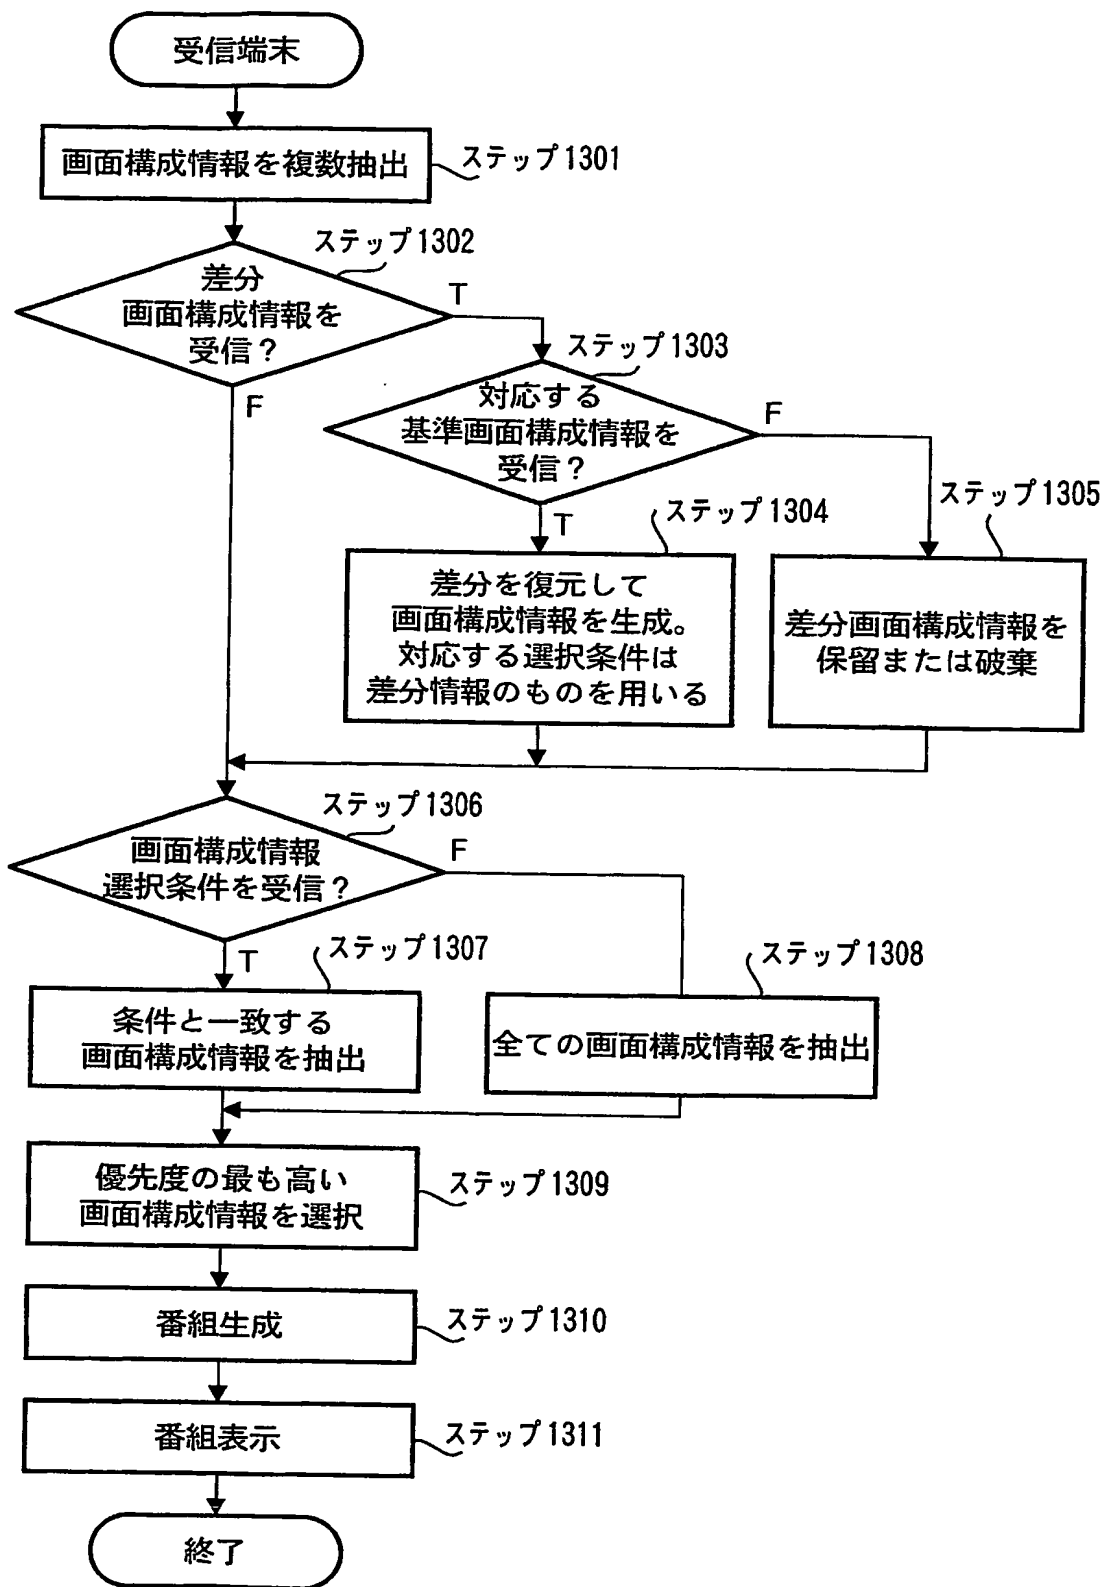 受信端末
画面構成情報を複数抽出
ステップ1301
ステップ1302
差分
画面構成情報を
受信？
T
F
ステップ1303
対応する
基準画面構成情報を
受信？
F
T
ステップ1304
ステップ1305
差分を復元して
画面構成情報を生成。
対応する選択条件は
差分情報のものを用いる
差分画面構成情報を
保留または破棄
ステップ1306
画面構成情報
選択条件を受信？
F
T
ステップ1307
ステップ1308
条件と一致する
画面構成情報を抽出
全ての画面構成情報を抽出
優先度の最も高い
画面構成情報を選択
ステップ1309
番組生成
ステップ1310
番組表示
ステップ1311
終了